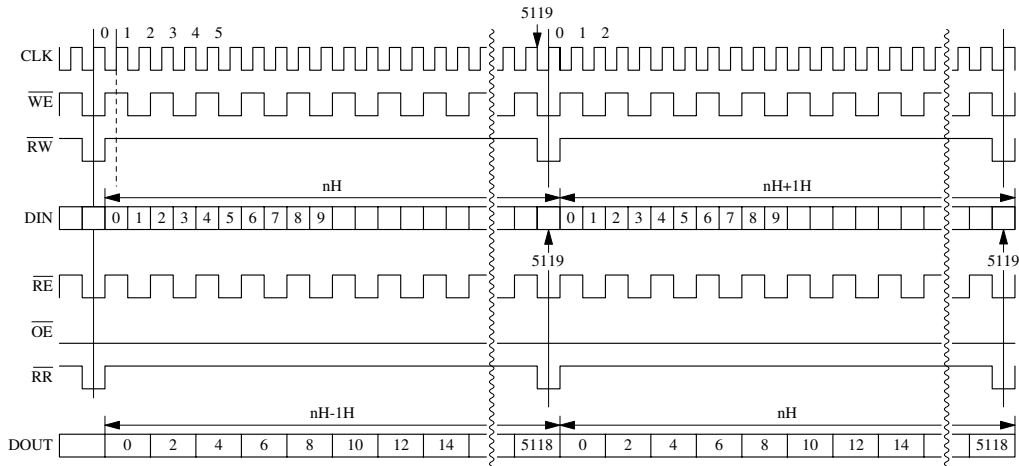 5119
0 1 2 3 4 5 0 1 2
CLK
WE
RW
nH nH+1H
DIN 0 1 2 3 4 5 6 7 8 9 0 1 2 3 4 5 6 7 8 9
5119 5119
RE
OE
RR
nH-1H nH
DOUT 0 2 4 6 8 10 12 14 5118 0 2 4 6 8 10 12 14 5118